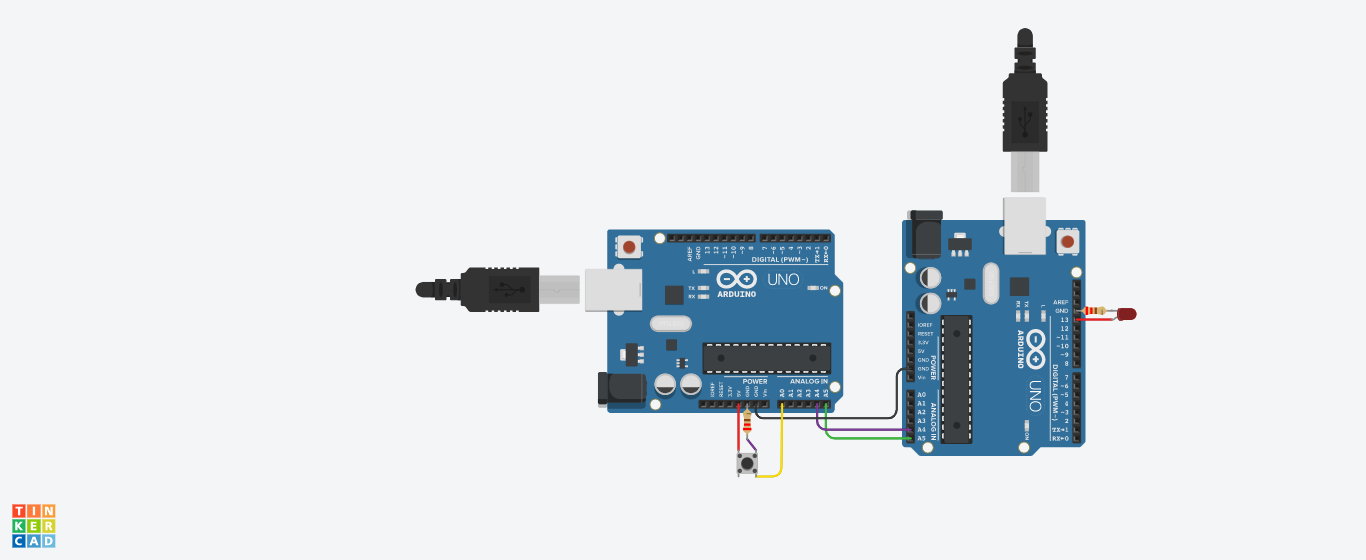 AREF
GND
13
12
~11
~10
~9
8
7
~6
~5
4
~3
2
TX→1
RX←0
DIGITAL (PWM~)
L
TX
RX
UNO
ARDUINO
ON
POWER
ANALOG IN
IOREF
RESET
3.3V
5V
GND
GND
Vin
A0
A1
A2
A3
A4
A5
RX
TX
L
AREF
GND
13
12
~11
~10
~9
8
7
~6
~5
4
~3
2
TX→1
RX←0
DIGITAL (PWM~)
ARDUINO
UNO
ON
IOREF
RESET
3.3V
5V
GND
GND
Vin
POWER
A0
A1
A2
A3
A4
A5
ANALOG IN
TIN
KER
CAD